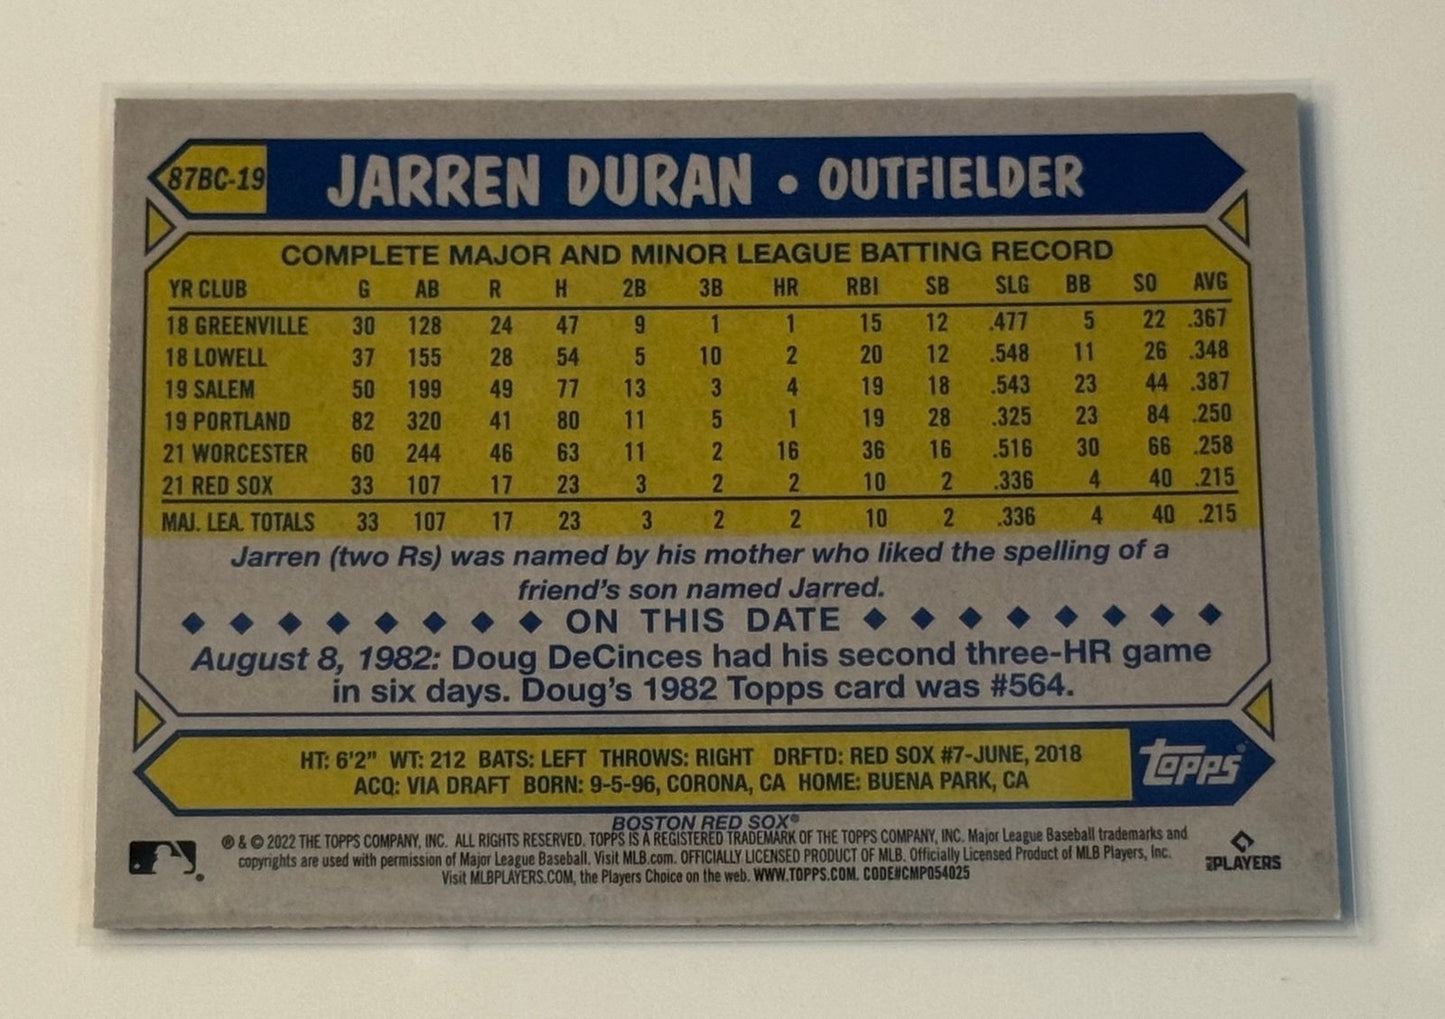 87BC-19 JARREN DURAN • OUTFIELDER
COMPLETE MAJOR AND MINOR LEAGUE BATTING RECORD
YR CLUB G AB R H 2B 3B HR RBI SB SLG BB SO AVG
18 GREENVILLE 30 128 24 47 9 1 1 15 12 .477 5 22 .367
18 LOWELL 37 155 28 54 5 10 2 20 12 .548 11 26 .348
19 SALEM 50 199 49 77 13 3 4 19 18 .543 23 44 .387
19 PORTLAND 82 320 41 80 11 5 1 19 28 .325 23 84 .250
21 WORCESTER 60 244 46 63 11 2 16 36 16 .516 30 66 .258
21 RED SOX 33 107 17 23 3 2 2 10 2 .336 4 40 .215
MAJ. LEA. TOTALS 33 107 17 23 3 2 2 10 2 .336 4 40 .215
Jarren (two Rs) was named by his mother who liked the spelling of a
friend's son named Jarred.
ON THIS DATE
August 8, 1982: Doug DeCinces had his second three-HR game
in six days. Doug's 1982 Topps card was #564.
HT: 6'2" WT: 212 BATS: LEFT THROWS: RIGHT DRFTD: RED SOX #7-JUNE, 2018
ACQ: VIA DRAFT BORN: 9-5-96, CORONA, CA HOME: BUENA PARK, CA
topps®
BOSTON RED SOX®
® & © 2022 THE TOPPS COMPANY, INC. ALL RIGHTS RESERVED. TOPPS IS A REGISTERED TRADEMARK OF THE TOPPS COMPANY, INC. Major League Baseball trademarks and
copyrights are used with permission of Major League Baseball. Visit MLB.com. OFFICIALLY LICENSED PRODUCT OF MLB. Officially Licensed Product of MLB Players, Inc.
Visit MLBPLAYERS.COM, the Players Choice on the web. WWW.TOPPS.COM. CODE#CMP054025
MLB PLAYERS